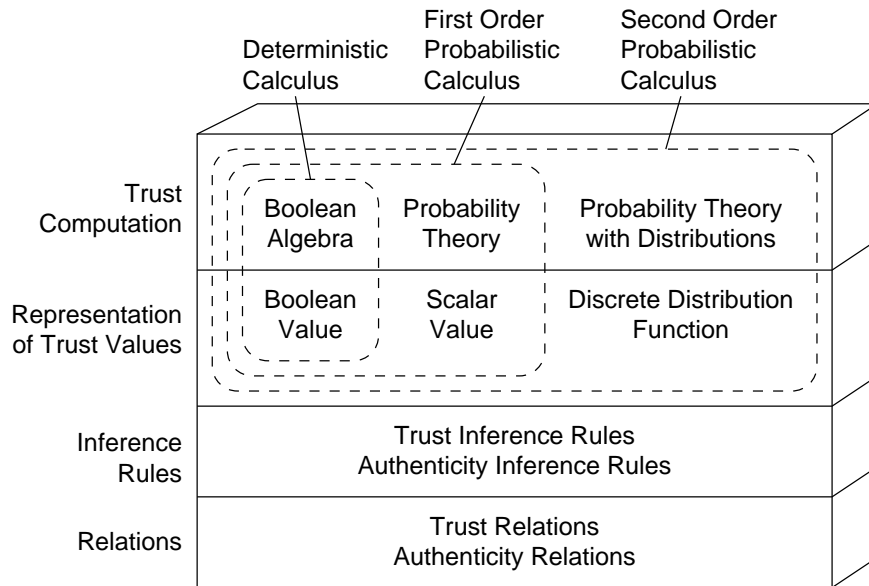 Deterministic
Calculus
First Order
Probabilistic
Calculus
Second Order
Probabilistic
Calculus
Trust
Computation
Boolean
Algebra
Probability
Theory
Probability Theory
with Distributions
Representation
of Trust Values
Boolean
Value
Scalar
Value
Discrete Distribution
Function
Inference
Rules
Trust Inference Rules
Authenticity Inference Rules
Relations
Trust Relations
Authenticity Relations